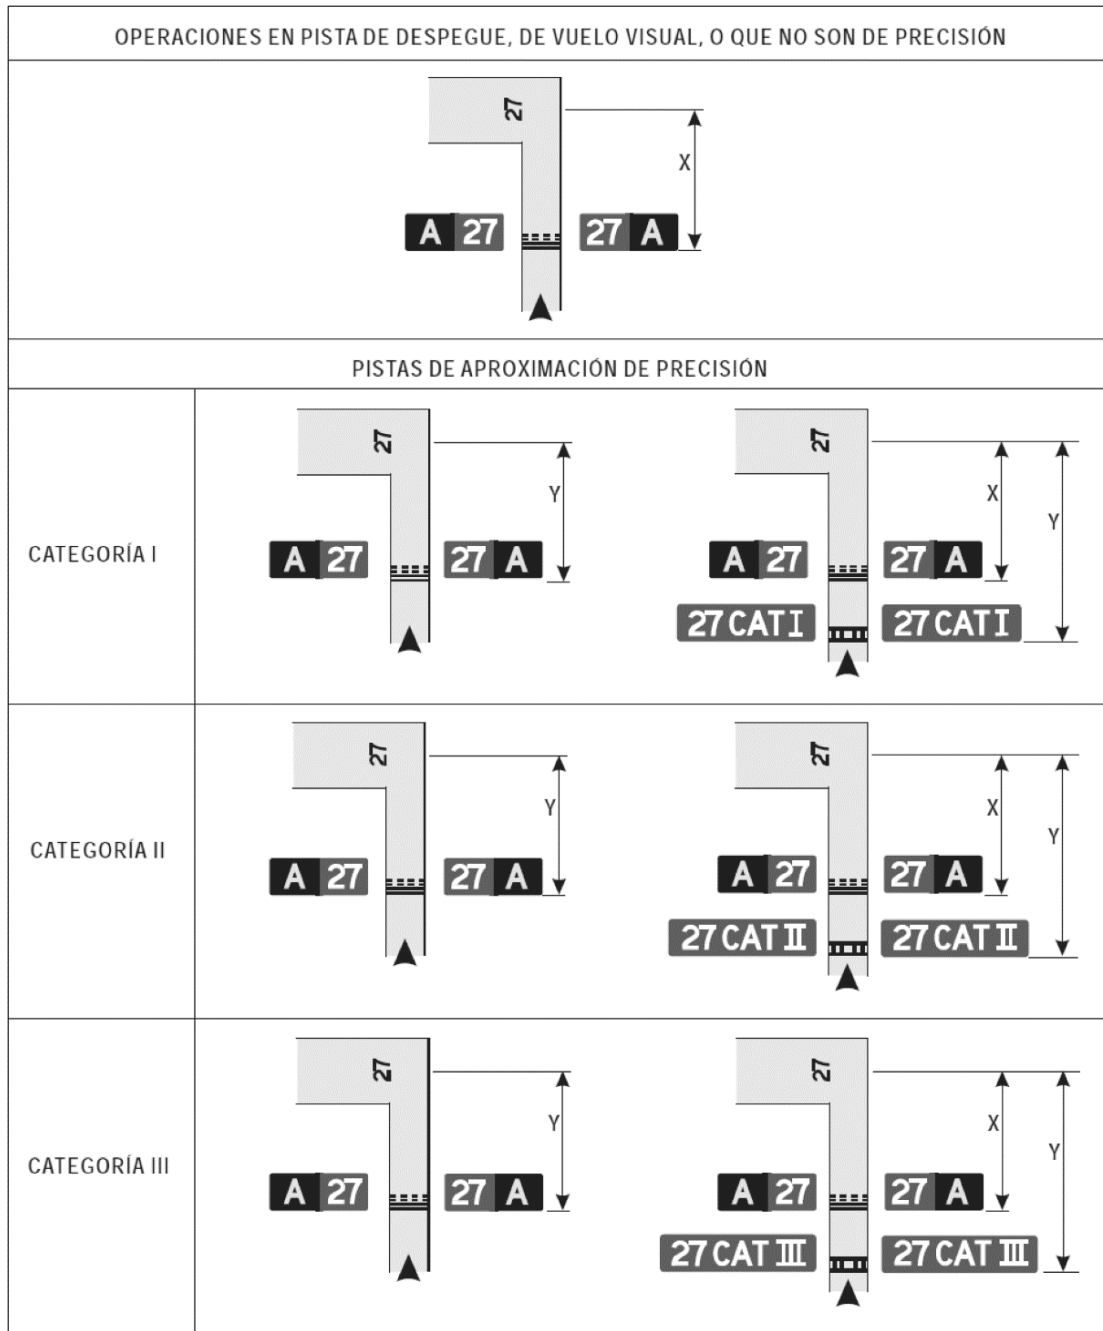 OPERACIONES EN PISTA DE DESPEGUE, DE VUELO VISUAL, O QUE NO SON DE PRECISIÓN
27
X
A 27 27 A
PISTAS DE APROXIMACIÓN DE PRECISIÓN
CATEGORÍA I
27
Y
A 27 27 A
27
X
Y
A 27 27 A
27 CAT I 27 CAT I
CATEGORÍA II
27
Y
A 27 27 A
27
X
Y
A 27 27 A
27 CAT II 27 CAT II
CATEGORÍA III
27
Y
A 27 27 A
27
X
Y
A 27 27 A
27 CAT III 27 CAT III